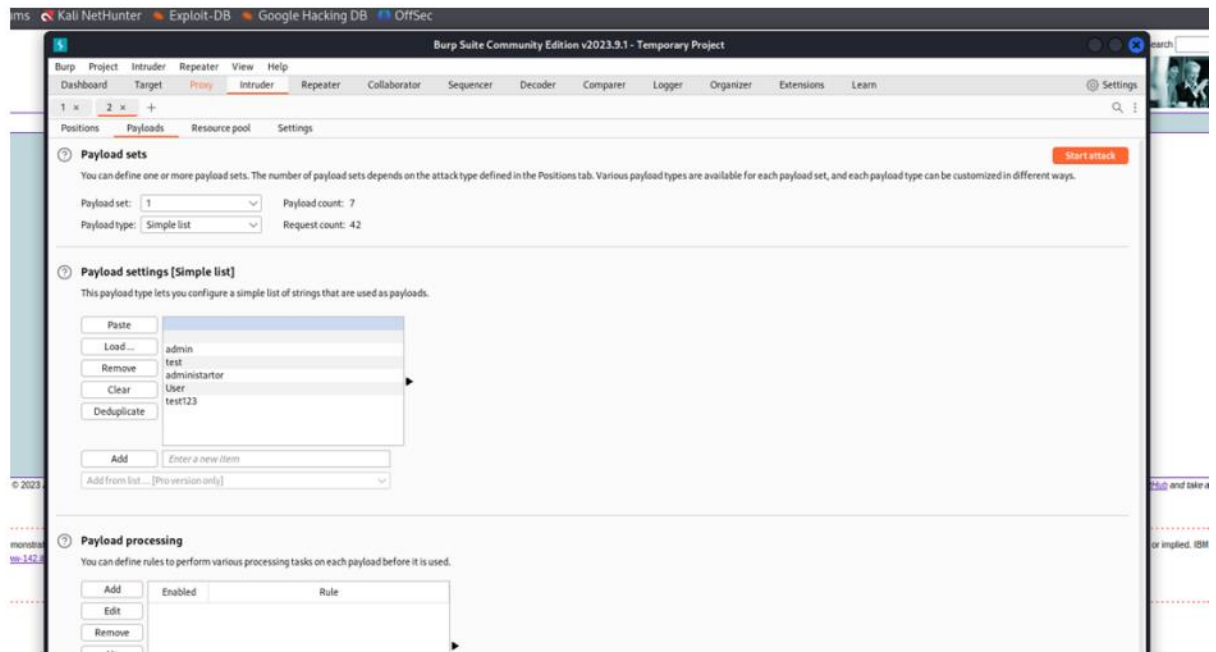 ms Kali NetHunter Exploit-DB Google Hacking DB OffSec
Burp Suite Community Edition v2023.9.1 - Temporary Project
earch
Burp Project Intruder Repeater View Help
Dashboard Target Proxy Intruder Repeater Collaborator Sequencer Decoder Comparer Logger Organizer Extensions Learn Settings
1 × 2 × +
Positions Payloads Resource pool Settings
Payload sets
Start attack
You can define one or more payload sets. The number of payload sets depends on the attack type defined in the Positions tab. Various payload types are available for each payload set, and each payload type can be customized in different ways.
Payload set: 1 Payload count: 7
Payload type: Simple list Request count: 42
Payload settings [Simple list]
This payload type lets you configure a simple list of strings that are used as payloads.
Paste
Load ...
Remove
Clear
Deduplicate
admin
test
administartor
User
test123
Add Enter a new item
Add from list ... [Pro version only]
© 2023
Hub and take a
Payload processing
monstrat
or implied. IBM
You can define rules to perform various processing tasks on each payload before it is used.
Add Enabled Rule
Edit
Remove